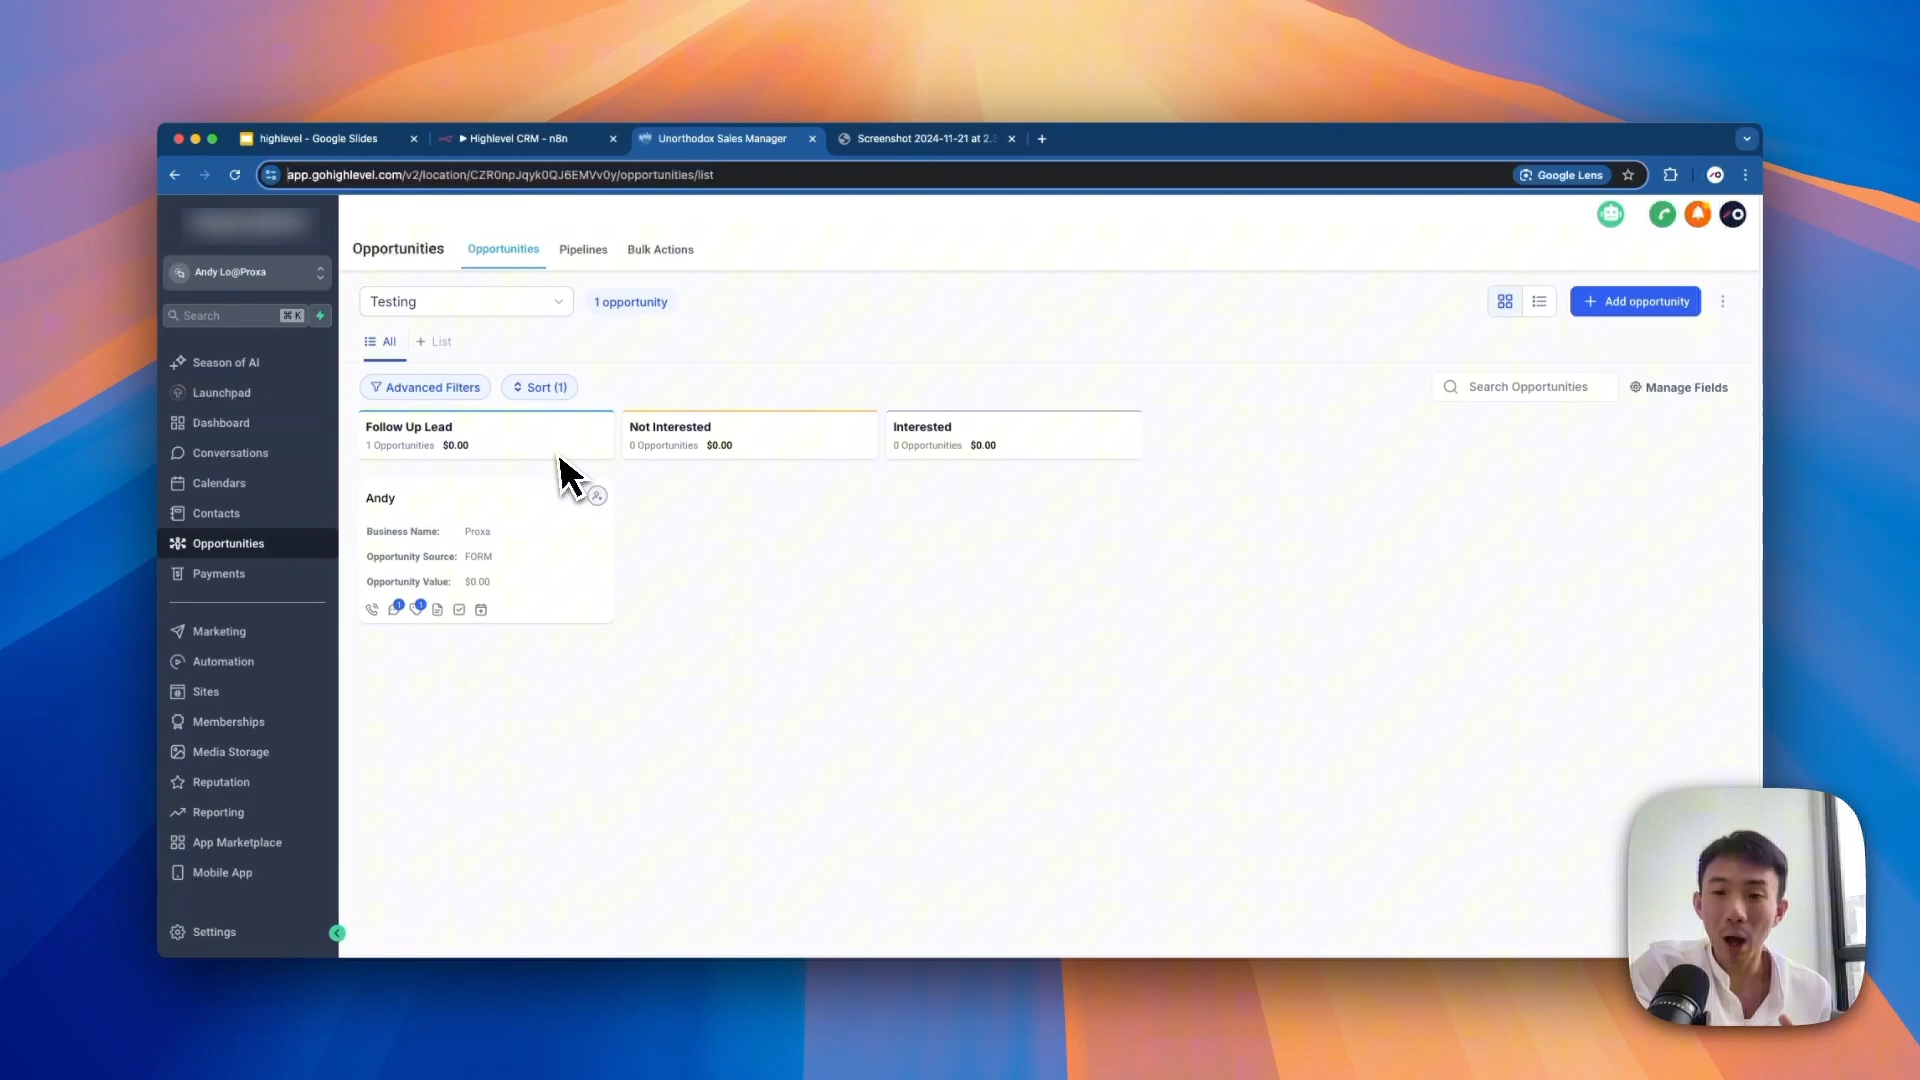 highlevel - Google Slides
Highlevel CRM - n8n
Unorthodox Sales Manager
Screenshot 2024-11-21 at 2.
app.gohighlevel.com/v2/location/CZR0npJqyk0QJ6EMVv0y/opportunities/list
Google Lens
Andy Lo@Proxa
Search
⌘ K
Season of AI
Launchpad
Dashboard
Conversations
Calendars
Contacts
Opportunities
Payments
Marketing
Automation
Sites
Memberships
Media Storage
Reputation
Reporting
App Marketplace
Mobile App
Settings
Opportunities
Opportunities
Pipelines
Bulk Actions
Testing
1 opportunity
+ Add opportunity
All
+ List
Advanced Filters
Sort (1)
Search Opportunities
Manage Fields
Follow Up Lead
1 Opportunities $0.00
Not Interested
0 Opportunities $0.00
Interested
0 Opportunities $0.00
Andy
Business Name: Proxa
Opportunity Source: FORM
Opportunity Value: $0.00
1
1